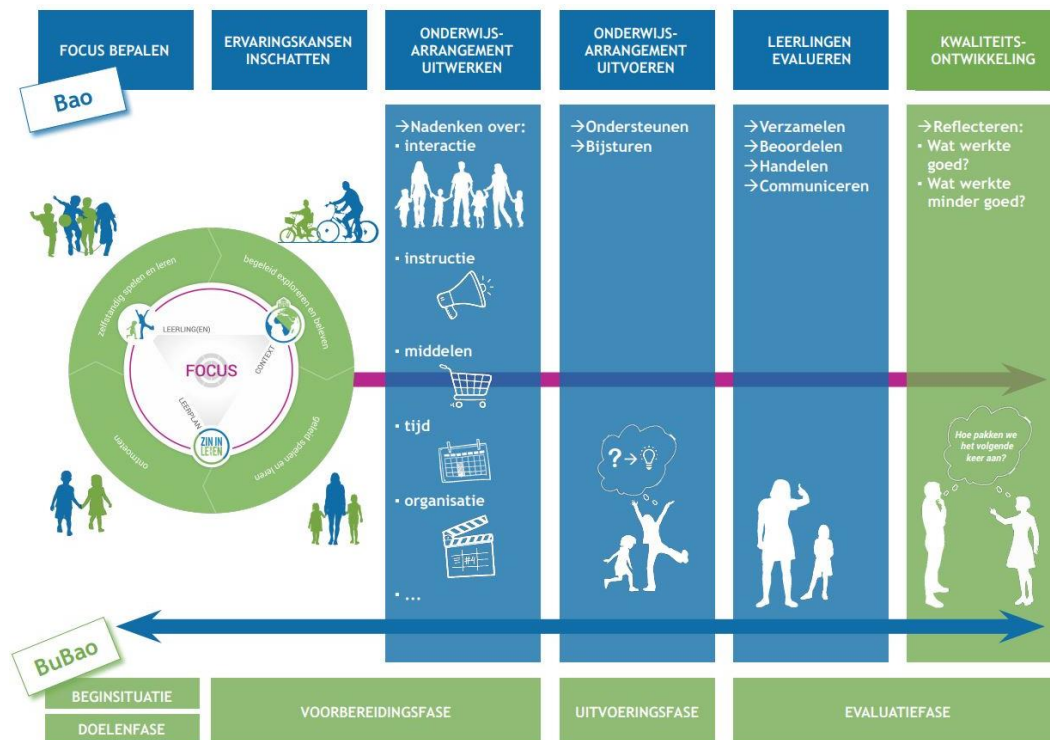 FOCUS BEPALEN
ERVARINGSKANSEN
INSCHATTEN
ONDERWIJS-
ARRANGEMENT
UITWERKEN
ONDERWIJS-
ARRANGEMENT
UITVOEREN
LEERLINGEN
EVALUEREN
KWALITEITS-
ONTWIKKELING
Bao
→Nadenken over:
▪ interactie
▪ instructie
▪ middelen
▪ tijd
▪ organisatie
▪ ...
→Ondersteunen
→Bijsturen
→Verzamelen
→Beoordelen
→Handelen
→Communiceren
→Reflecteren:
▪ Wat werkte
goed?
▪ Wat werkte
minder goed?
zelfstandig spelen en leren
begeleid exploreren en beleven
ontmoeten
geleid spelen en leren
LEERLING(EN)
CONTEXT
FOCUS
LEERPLAN
ZIN IN
LEREN
? →
Hoe pakken we
het volgende
keer aan?
BuBao
BEGINSITUATIE
DOELENFASE
VOORBEREIDINGSFASE
UITVOERINGSFASE
EVALUATIEFASE